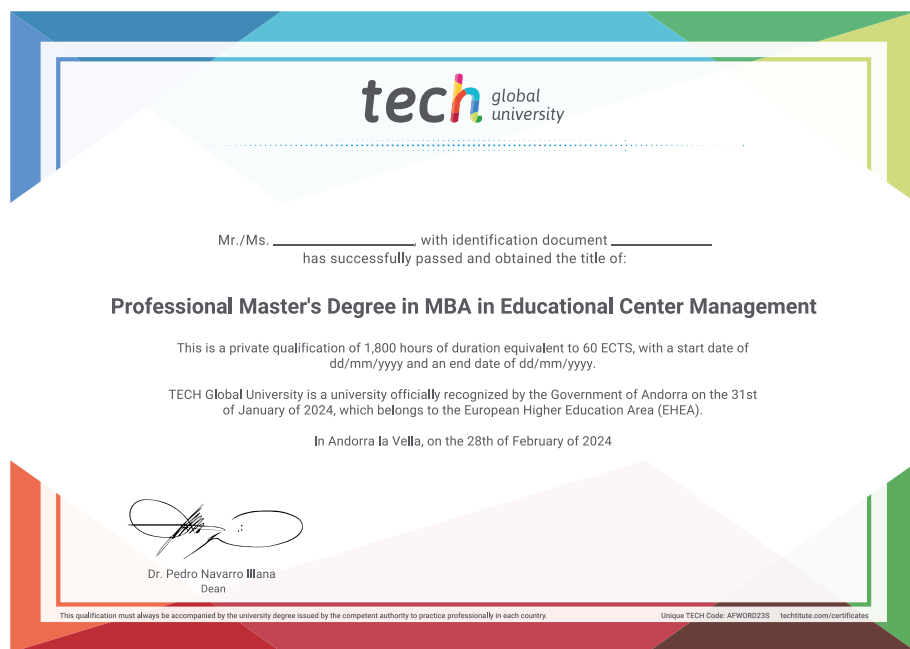 tech global university
Mr./Ms. ______________, with identification document ______________
has successfully passed and obtained the title of:
Professional Master's Degree in MBA in Educational Center Management
This is a private qualification of 1,800 hours of duration equivalent to 60 ECTS, with a start date of
dd/mm/yyyy and an end date of dd/mm/yyyy.
TECH Global University is a university officially recognized by the Government of Andorra on the 31st
of January of 2024, which belongs to the European Higher Education Area (EHEA).
In Andorra la Vella, on the 28th of February of 2024
Dr. Pedro Navarro Illana
Dean
This qualification must always be accompanied by the university degree issued by the competent authority to practice professionally in each country.
Unique TECH Code: AFWORD23S techtitute.com/certificates